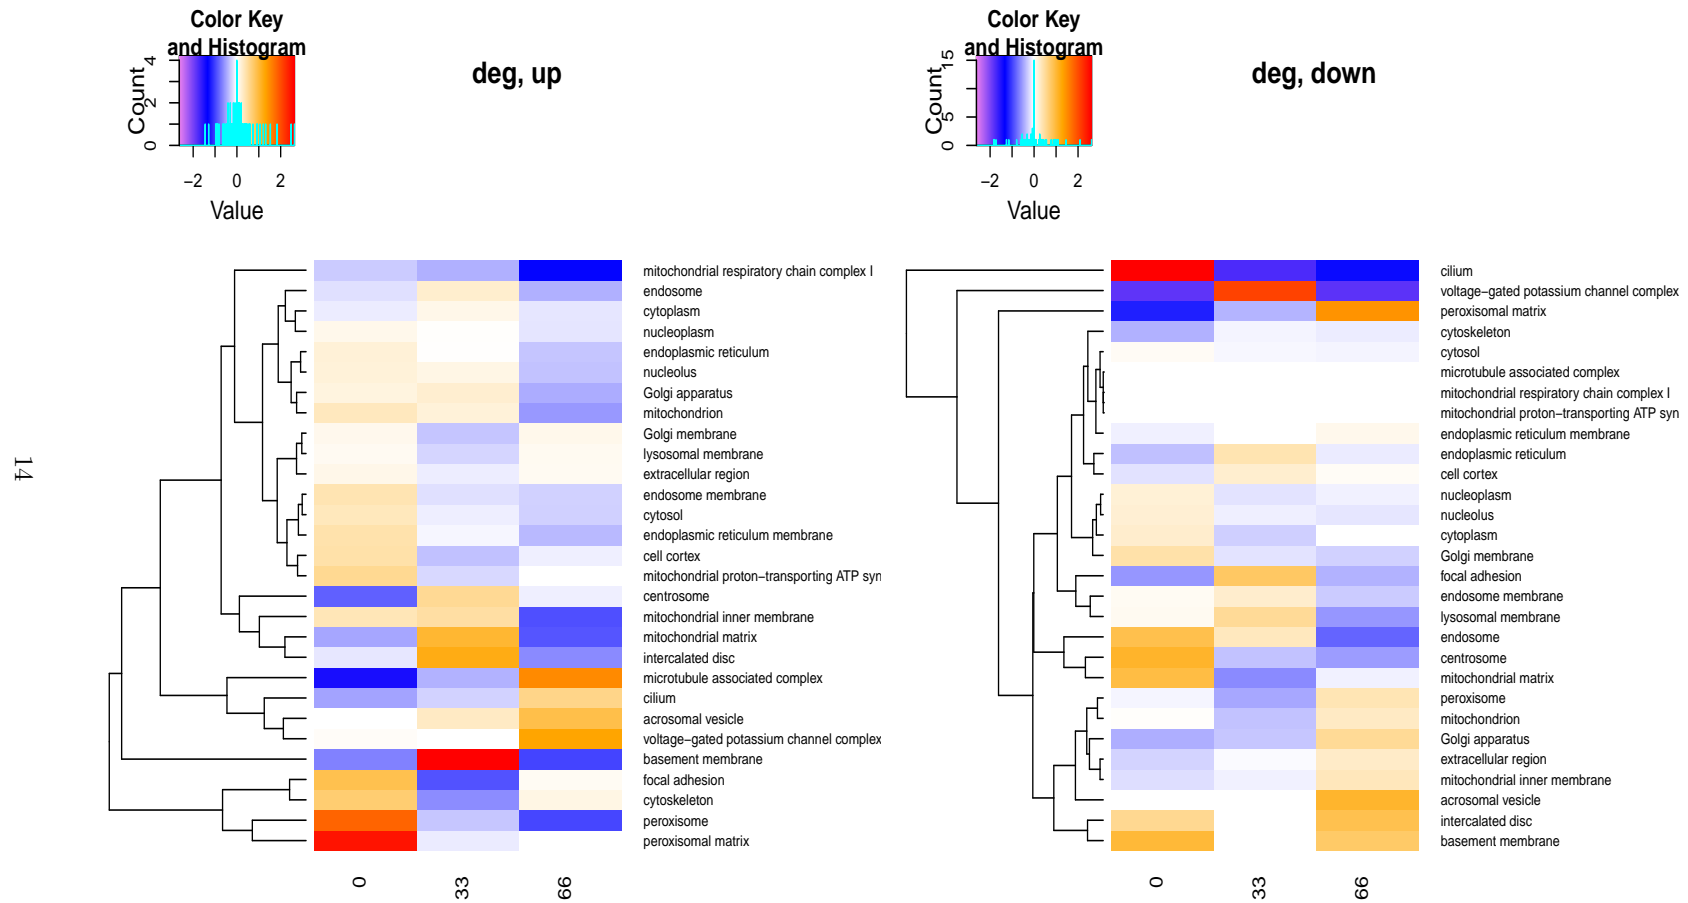 Color Key
and Histogram
Count
0
2
4
−2
0
2
Value
deg, up
mitochondrial respiratory chain complex I
endosome
cytoplasm
nucleoplasm
endoplasmic reticulum
nucleolus
Golgi apparatus
mitochondrion
Golgi membrane
lysosomal membrane
extracellular region
endosome membrane
cytosol
endoplasmic reticulum membrane
cell cortex
mitochondrial proton−transporting ATP syn
centrosome
mitochondrial inner membrane
mitochondrial matrix
intercalated disc
microtubule associated complex
cilium
acrosomal vesicle
voltage−gated potassium channel complex
basement membrane
focal adhesion
cytoskeleton
peroxisome
peroxisomal matrix
0
33
66
Color Key
and Histogram
Count
0
5
15
−2
0
2
Value
deg, down
cilium
voltage−gated potassium channel complex
peroxisomal matrix
cytoskeleton
cytosol
microtubule associated complex
mitochondrial respiratory chain complex I
mitochondrial proton−transporting ATP syn
endoplasmic reticulum membrane
endoplasmic reticulum
cell cortex
nucleoplasm
nucleolus
cytoplasm
Golgi membrane
focal adhesion
endosome membrane
lysosomal membrane
endosome
centrosome
mitochondrial matrix
peroxisome
mitochondrion
Golgi apparatus
extracellular region
mitochondrial inner membrane
acrosomal vesicle
intercalated disc
basement membrane
0
33
66
14